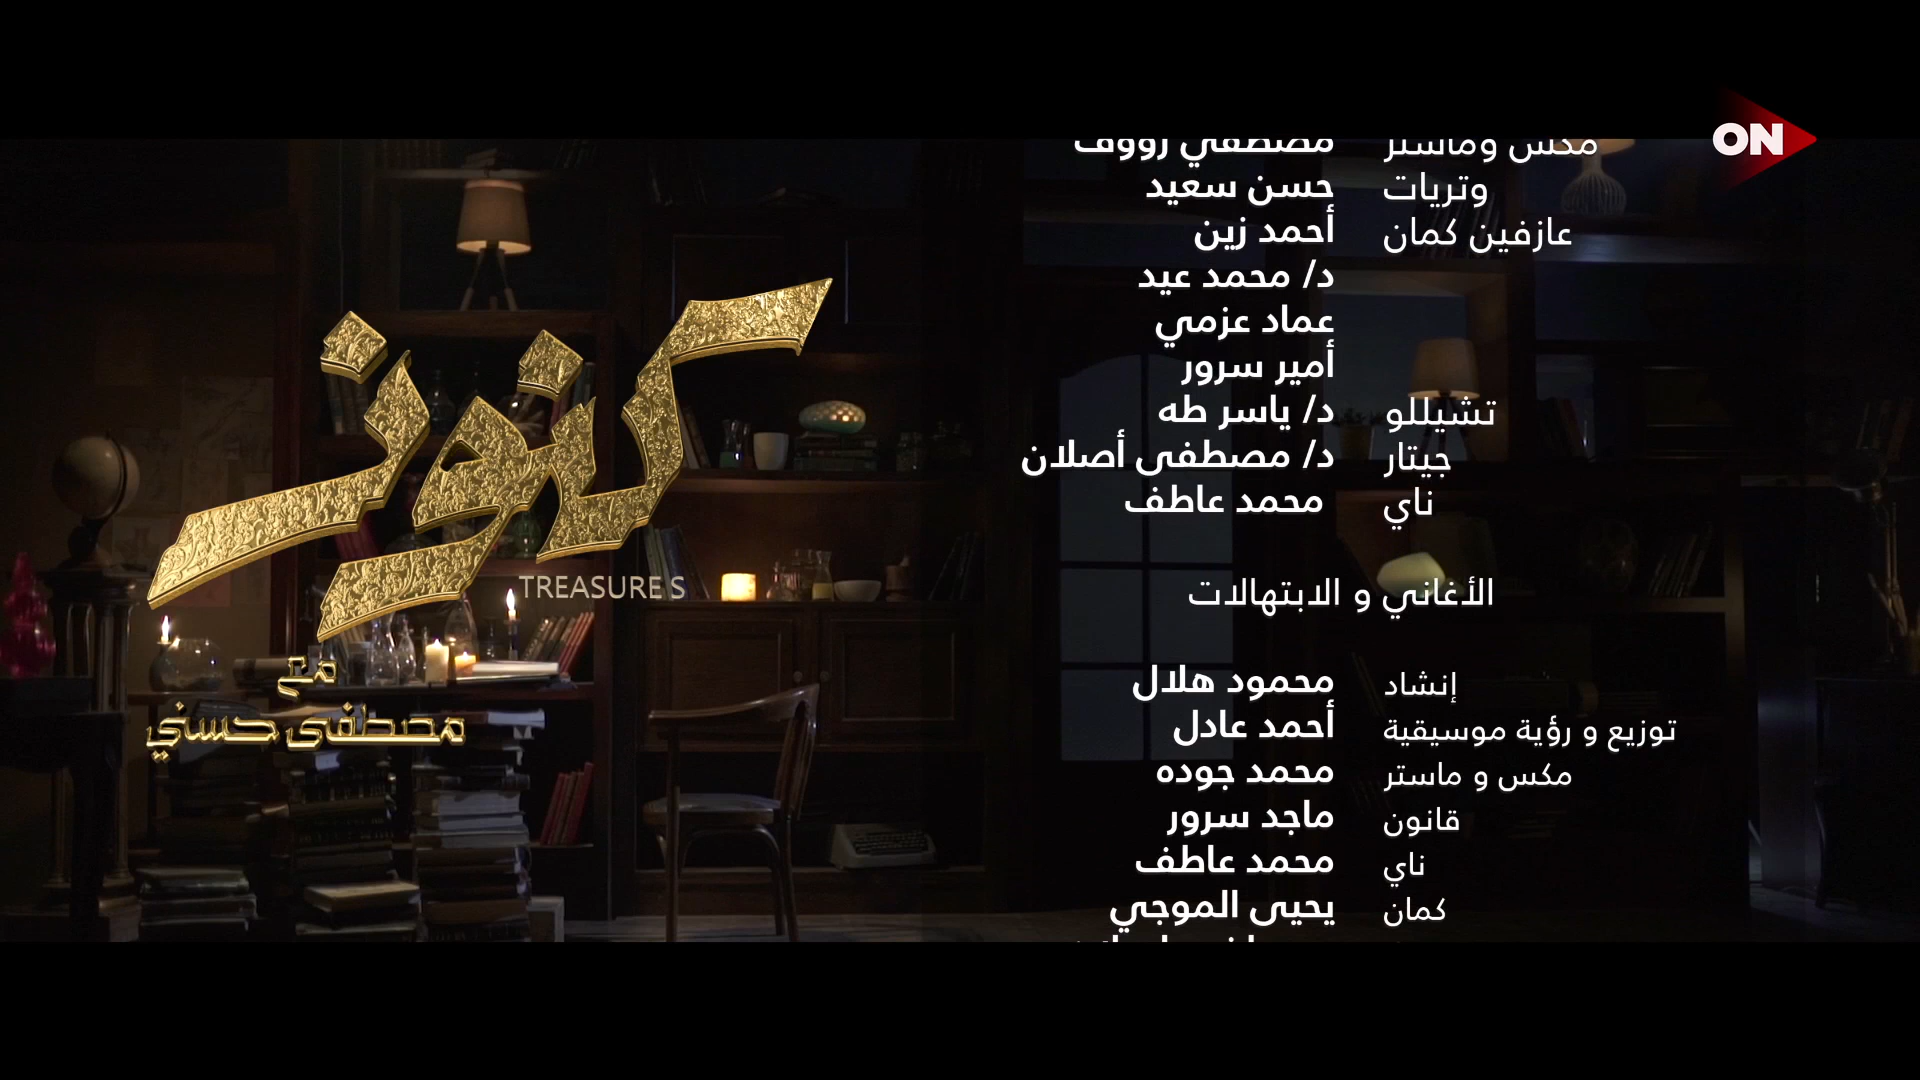 ON
مكس وماستر مصطفي رؤوف
وتريات حسن سعيد
عازفين كمان أحمد زين
د/ محمد عيد
عماد عزمي
أمير سرور
تشيللو د/ ياسر طه
جيتار د/ مصطفى أصلان
ناي محمد عاطف
الأغاني و الابتهالات
إنشاد محمود هلال
توزيع و رؤية موسيقية أحمد عادل
مكس و ماستر محمد جوده
قانون ماجد سرور
ناي محمد عاطف
كمان يحيى الموجي
كنوز
TREASURES
مع
مصطفى حسني